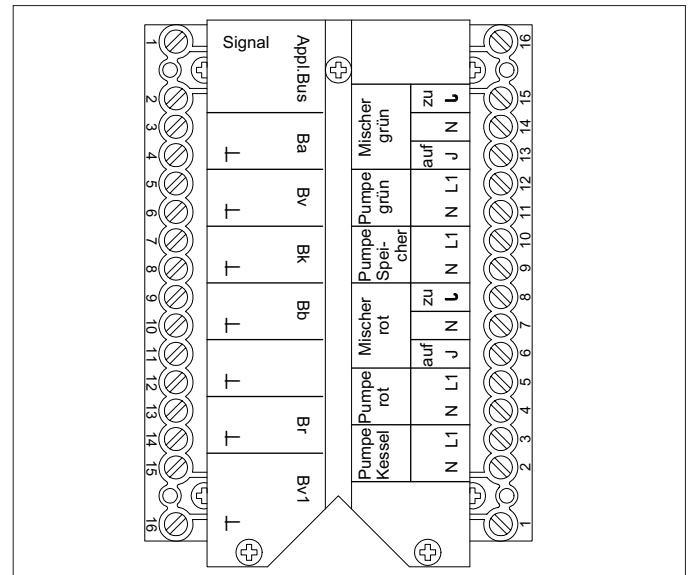 1
2
3
4
5
6
7
8
9
10
11
12
13
14
15
16
Signal
Appl.Bus
Ba
⊥
Bv
⊥
Bk
⊥
Bb
⊥
⊥
Br
⊥
Bv1
⊥
Mischer
grün
zu
N
auf
Pumpe
grün
L1
N
Pumpe
Spei-
cher
L1
N
Mischer
rot
zu
N
auf
Pumpe
rot
L1
N
Pumpe
Kessel
L1
N
16
15
14
13
12
11
10
9
8
7
6
5
4
3
2
1